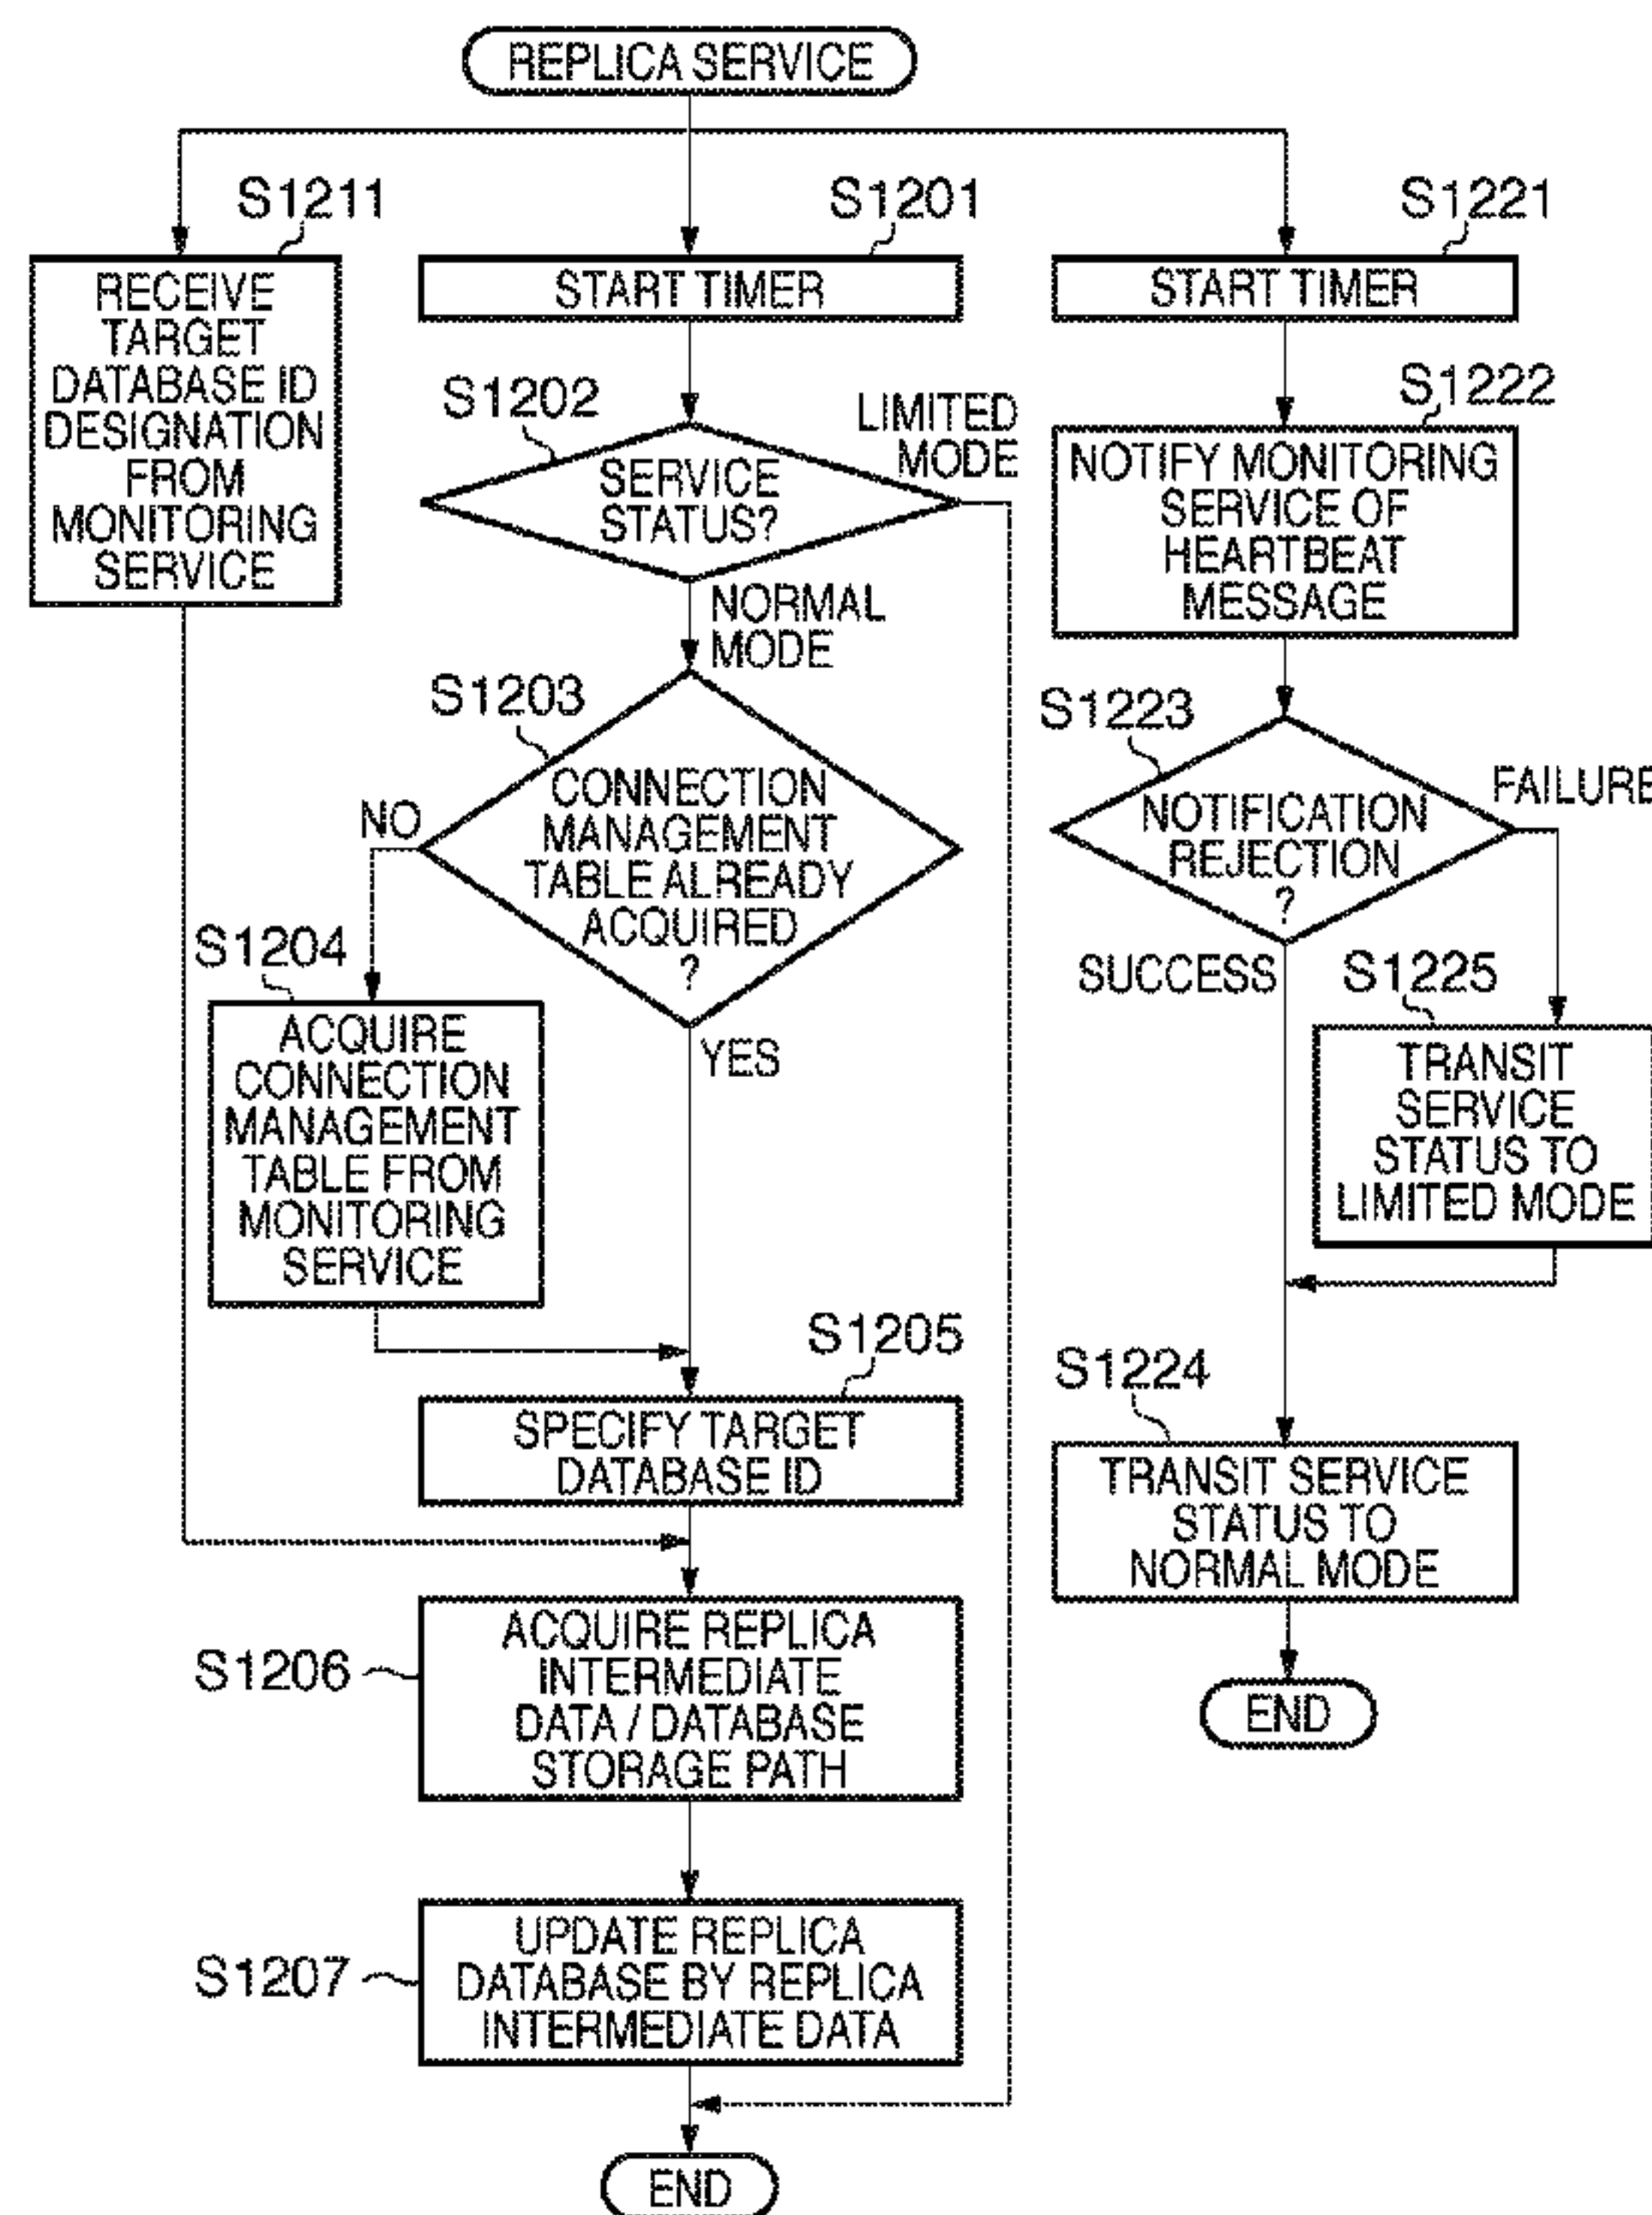 REPLICA SERVICE
S1211
RECEIVE
TARGET
DATABASE ID
DESIGNATION
FROM
MONITORING
SERVICE
S1201
START TIMER
S1202
SERVICE
STATUS?
LIMITED
MODE
NORMAL
MODE
S1203
CONNECTION
MANAGEMENT
TABLE ALREADY
ACQUIRED
?
NO
YES
S1204
ACQUIRE
CONNECTION
MANAGEMENT
TABLE FROM
MONITORING
SERVICE
S1205
SPECIFY TARGET
DATABASE ID
S1206
ACQUIRE REPLICA
INTERMEDIATE
DATA / DATABASE
STORAGE PATH
S1207
UPDATE REPLICA
DATABASE BY REPLICA
INTERMEDIATE DATA
END
S1221
START TIMER
S1222
NOTIFY MONITORING
SERVICE OF
HEARTBEAT
MESSAGE
S1223
NOTIFICATION
REJECTION
?
FAILURE
SUCCESS
S1225
TRANSIT
SERVICE
STATUS TO
LIMITED MODE
S1224
TRANSIT SERVICE
STATUS TO
NORMAL MODE
END